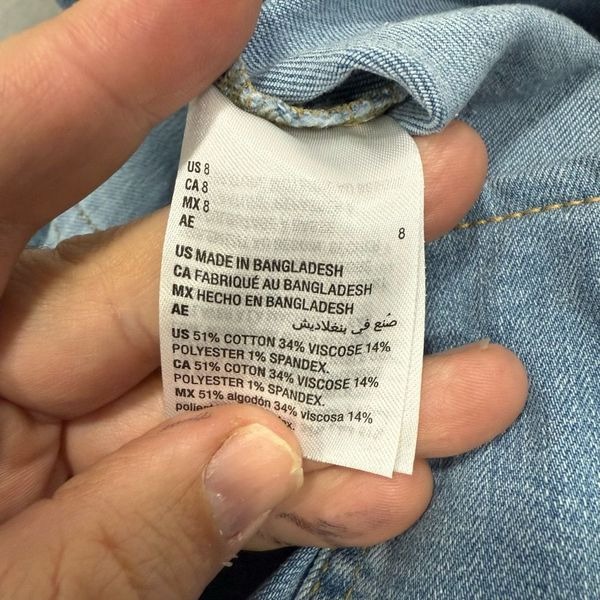 US 8
CA 8
MX 8
AE 8
US MADE IN BANGLADESH
CA FABRIQUÉ AU BANGLADESH
MX HECHO EN BANGLADESH
AE صُنع في بنغلاديش
US 51% COTTON 34% VISCOSE 14%
POLYESTER 1% SPANDEX.
CA 51% COTON 34% VISCOSE 14%
POLYESTER 1% SPANDEX.
MX 51% algodón 34% viscosa 14%